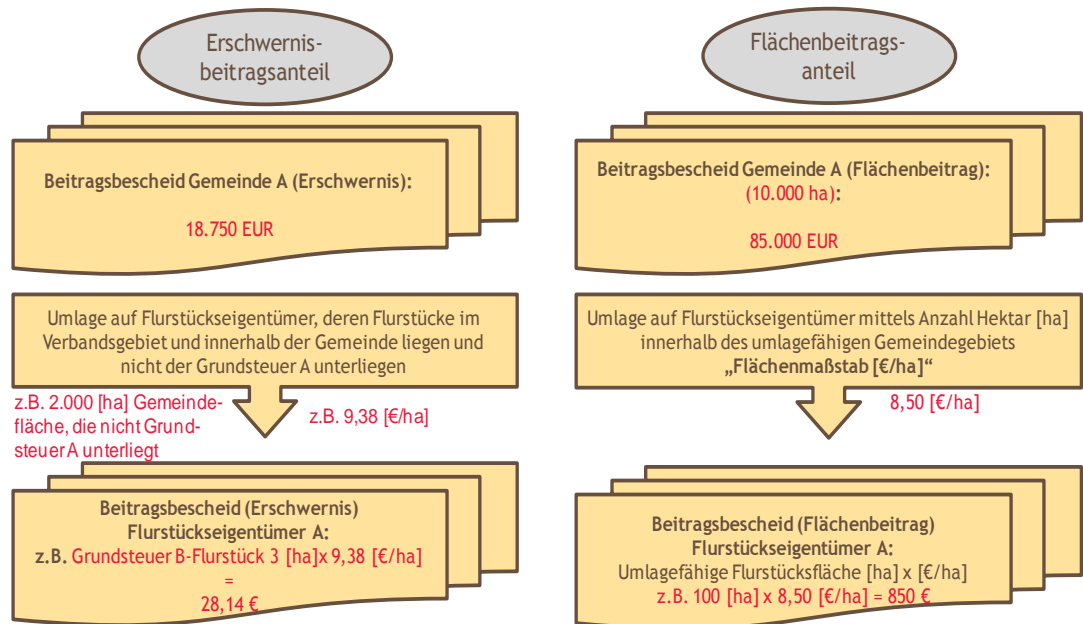 Erschwernis-
beitragsanteil
Beitragsbescheid Gemeinde A (Erschwernis):
18.750 EUR
Umlage auf Flurstückseigentümer, deren Flurstücke im
Verbandsgebiet und innerhalb der Gemeinde liegen und
nicht der Grundsteuer A unterliegen
z.B. 2.000 [ha] Gemeinde-
fläche, die nicht Grund-
steuer A unterliegt
z.B. 9,38 [€/ha]
Beitragsbescheid (Erschwernis)
Flurstückseigentümer A:
z.B. Grundsteuer B-Flurstück 3 [ha]x 9,38 [€/ha]
=
28,14 €
Flächenbeitrags-
anteil
Beitragsbescheid Gemeinde A (Flächenbeitrag):
(10.000 ha):
85.000 EUR
Umlage auf Flurstückseigentümer mittels Anzahl Hektar [ha]
innerhalb des umlagefähigen Gemeindegebiets
„Flächenmaßstab [€/ha]“
8,50 [€/ha]
Beitragsbescheid (Flächenbeitrag)
Flurstückseigentümer A:
Umlagefähige Flurstücksfläche [ha] x [€/ha]
z.B. 100 [ha] x 8,50 [€/ha] = 850 €